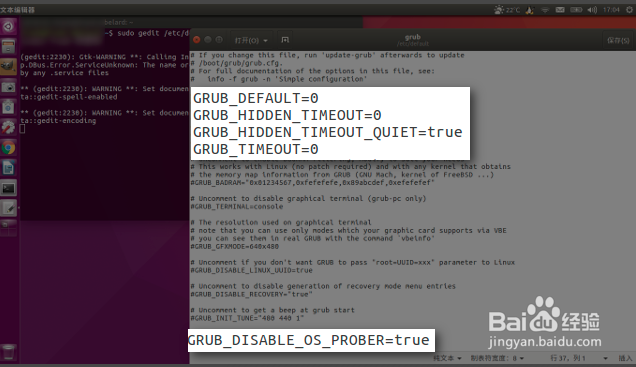 文本编辑器
22°C
17:04
Selard
~$ sudo gedit /etc/d
打开(O)
grub
保存(S)
(gedit:2230): Gtk-WARNING **: Calling In
p.DBus.Error.ServiceUnknown: The name or
by any .service files
** (gedit:2230): WARNING **: Set documen
ta::gedit-spell-enabled
** (gedit:2230): WARNING **: Set documen
ta::gedit-encoding
# If you change this file, run 'update-grub' afterwards to update
# /boot/grub/grub.cfg.
# For full documentation of the options in this file, see:
#   info -f grub -n 'Simple configuration'
GRUB_DEFAULT=0
GRUB_HIDDEN_TIMEOUT=0
GRUB_HIDDEN_TIMEOUT_QUIET=true
GRUB_TIMEOUT=0
# This works with Linux (no patch required) and with any kernel that obtains
# the memory map information from GRUB (GNU Mach, kernel of FreeBSD ...)
#GRUB_BADRAM="0x01234567,0xfefefefe,0x89abcdef,0xefefefef"
# Uncomment to disable graphical terminal (grub-pc only)
#GRUB_TERMINAL=console
# The resolution used on graphical terminal
# note that you can use only modes which your graphic card supports via VBE
# you can see them in real GRUB with the command `vbeinfo'
#GRUB_GFXMODE=640x480
# Uncomment if you don't want GRUB to pass "root=UUID=xxx" parameter to Linux
#GRUB_DISABLE_LINUX_UUID=true
# Uncomment to disable generation of recovery mode menu entries
#GRUB_DISABLE_RECOVERY="true"
# Uncomment to get a beep at grub start
#GRUB_INIT_TUNE="480 440 1"
GRUB_DISABLE_OS_PROBER=true
Baidu 经验
jingyan.baidu.com
纯文本
制表符宽度：8
行 37，列 1
插入